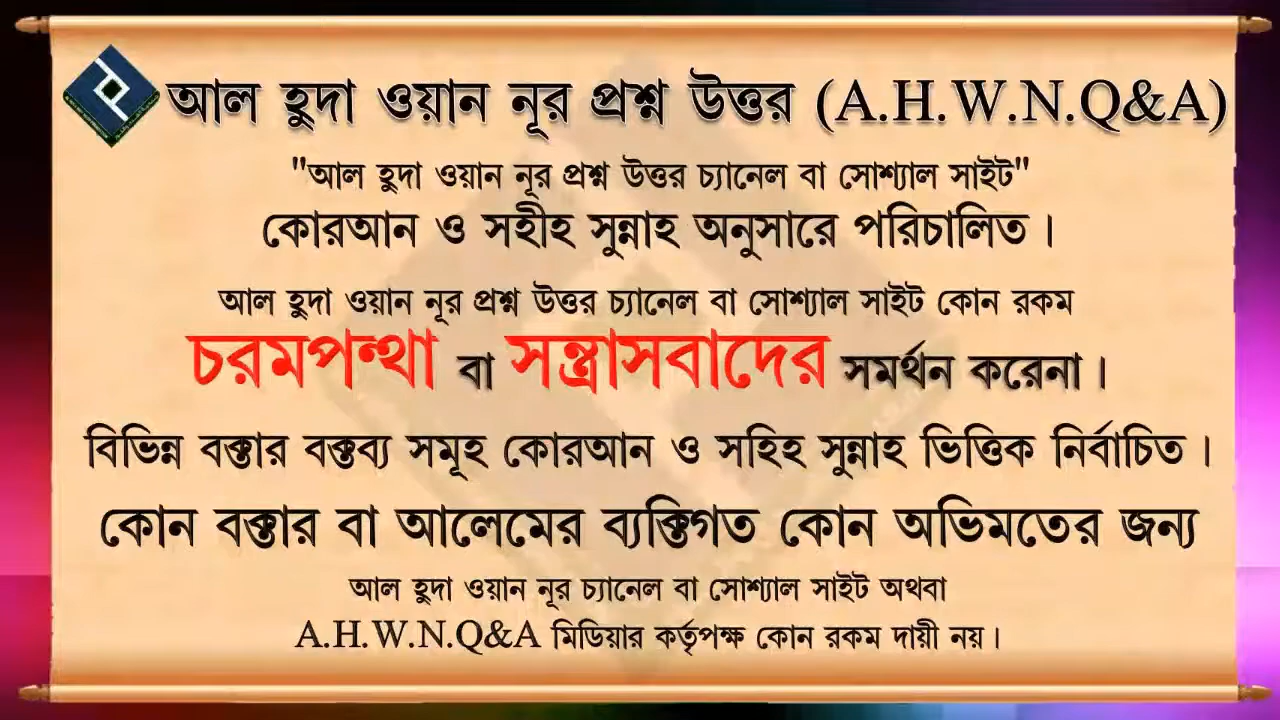 আল হুদা ওয়ান নূর প্রশ্ন উত্তর (A.H.W.N.Q&A)
"আল হুদা ওয়ান নূর প্রশ্ন উত্তর চ্যানেল বা সোশ্যাল সাইট"
কোরআন ও সহীহ সুন্নাহ অনুসারে পরিচালিত।
আল হুদা ওয়ান নূর প্রশ্ন উত্তর চ্যানেল বা সোশ্যাল সাইট কোন রকম
চরমপন্থা বা সন্ত্রাসবাদের সমর্থন করেনা।
বিভিন্ন বক্তার বক্তব্য সমূহ কোরআন ও সহিহ সুন্নাহ ভিত্তিক নির্বাচিত।
কোন বক্তার বা আলেমের ব্যক্তিগত কোন অভিমতের জন্য
আল হুদা ওয়ান নূর চ্যানেল বা সোশ্যাল সাইট অথবা
A.H.W.N.Q&A মিডিয়ার কর্তৃপক্ষ কোন রকম দায়ী নয়।